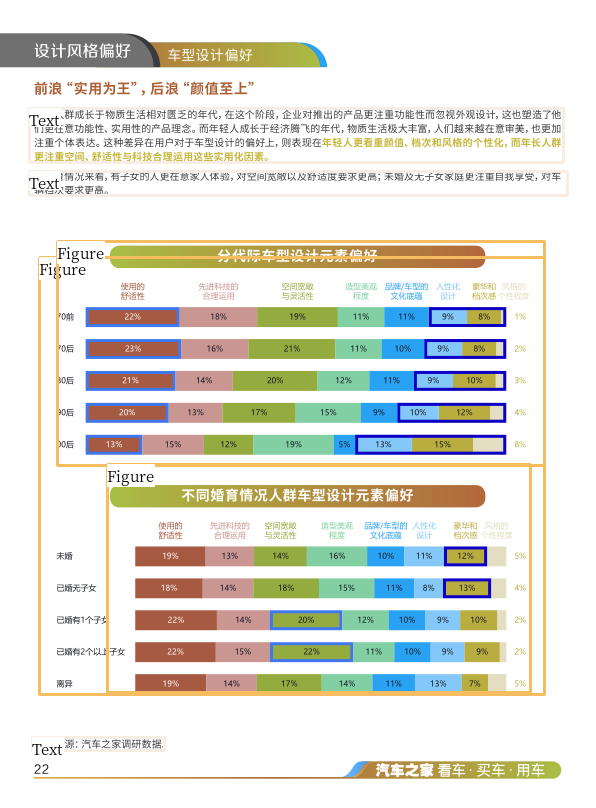 设计风格偏好
车型设计偏好
前浪“实用为王”，后浪“颜值至上”
Text
群成长于物质生活相对匮乏的年代，在这个阶段，企业对推出的产品更注重功能性而忽视外观设计，这也塑造了他
们更在意功能性、实用性的产品理念。而年轻人成长于经济腾飞的年代，物质生活极大丰富，人们越来越在意审美，也更加
注重个体表达。这种差异在用户对于车型设计的偏好上，则表现在年轻人更看重颜值、档次和风格的个性化，而年长人群
更注重空间、舒适性与科技合理运用这些实用化因素。
Text
情况来看，有子女的人更在意家人体验，对空间宽敞以及舒适度要求更高；未婚及无子女家庭更注重自我享受，对车
辆档次要求更高。
Figure
分代际车型设计元素偏好
Figure
使用的 先进科技的 空间宽敞 造型美观 品牌/车型的 人性化 豪华和 风格的
舒适性 合理运用 与灵活性 程度 文化底蕴 设计 档次感 个性程度
70前 22% 18% 19% 11% 11% 9% 8% 1%
70后 23% 16% 21% 11% 10% 9% 8% 2%
80后 21% 14% 20% 12% 11% 9% 10% 3%
90后 20% 13% 17% 15% 9% 10% 12% 4%
00后 13% 15% 12% 19% 5% 13% 15% 8%
Figure
不同婚育情况人群车型设计元素偏好
使用的 先进科技的 空间宽敞 造型美观 品牌/车型的 人性化 豪华和 风格的
舒适性 合理运用 与灵活性 程度 文化底蕴 设计 档次感 个性程度
未婚 19% 13% 14% 16% 10% 11% 12% 5%
已婚无子女 18% 14% 18% 15% 11% 8% 13% 4%
已婚有1个子女 22% 14% 20% 12% 10% 9% 10% 2%
已婚有2个以上子女 22% 15% 22% 11% 10% 9% 9% 2%
离异 19% 14% 17% 14% 11% 13% 7% 5%
Text
源：汽车之家调研数据.
22
汽车之家 看车·买车·用车